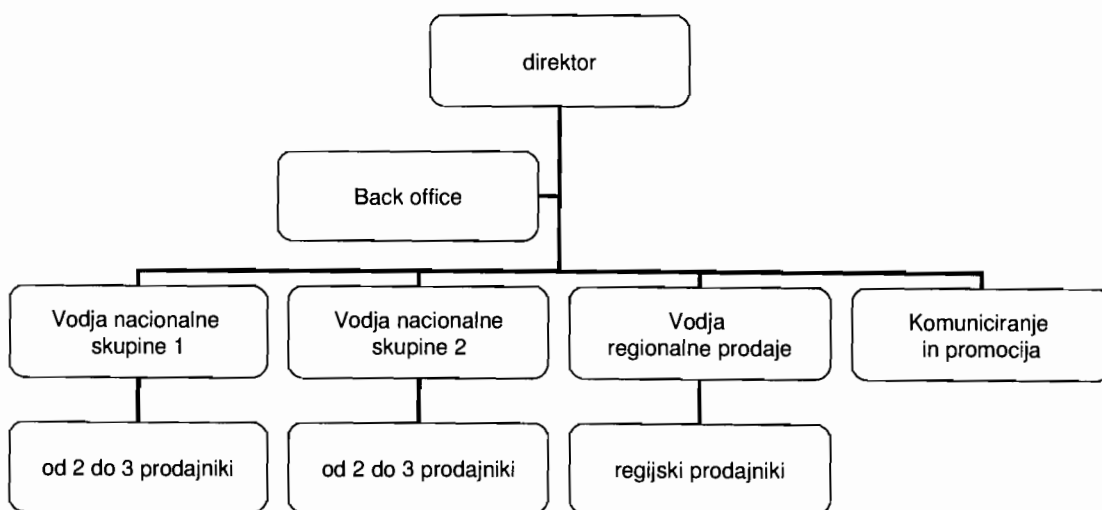 direktor
Back office
Vodja nacionalne
skupine 1
Vodja nacionalne
skupine 2
Vodja
regionalne prodaje
Komuniciranje
in promocija
od 2 do 3 prodajniki
od 2 do 3 prodajniki
regijski prodajniki